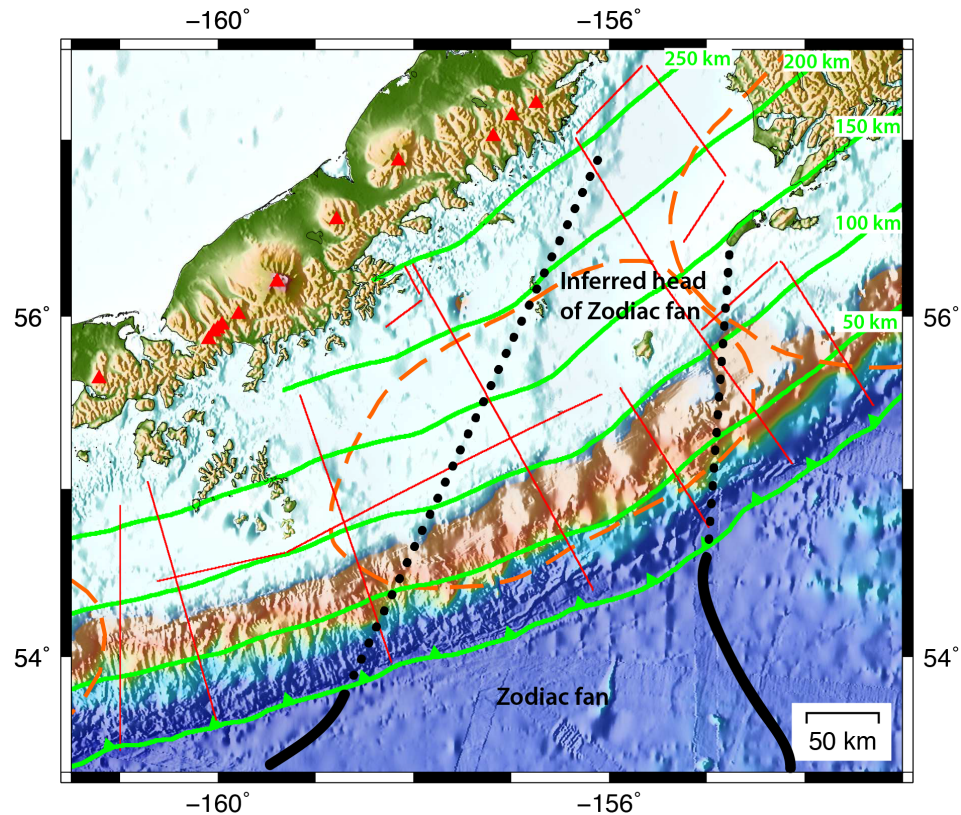 −160˚ −156˚
250 km
200 km
150 km
100 km
50 km
Inferred head
of Zodiac fan
56˚ 56˚
54˚ 54˚
Zodiac fan
50 km
−160˚ −156˚